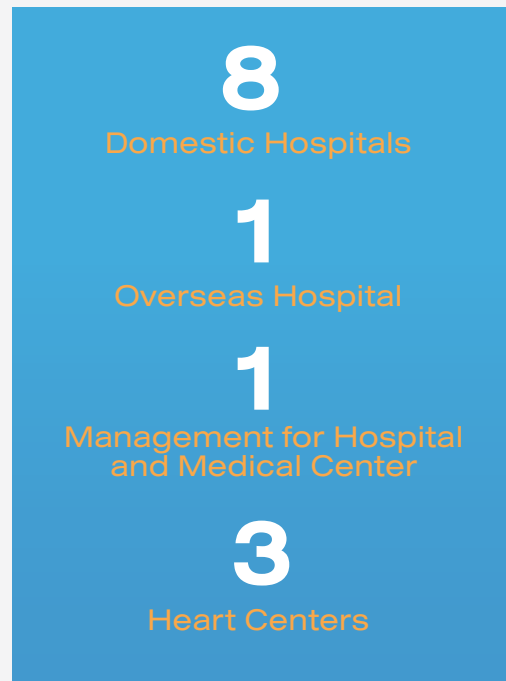 8
Domestic Hospitals
1
Overseas Hospital
1
Management for Hospital
and Medical Center
3
Heart Centers